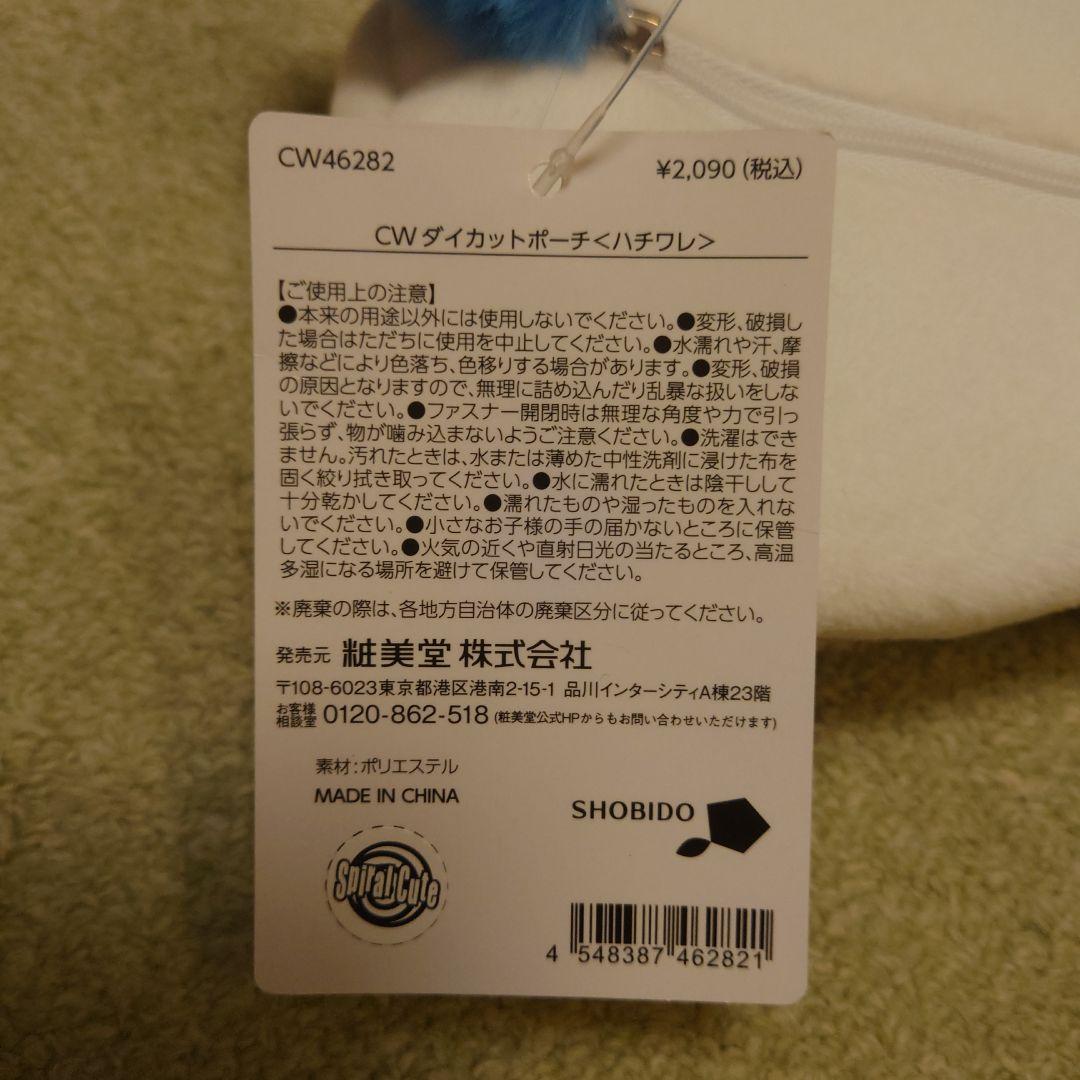 CW46282
¥2,090(税込)
CWダイカットポーチ<ハチワレ>
【ご使用上の注意】
●本来の用途以外には使用しないでください。●変形、破損し
た場合はただちに使用を中止してください。●水濡れや汗、摩
擦などにより色落ち、色移りする場合があります。●変形、破損
の原因となりますので、無理に詰め込んだり乱暴な扱いをしな
いでください。●ファスナー開閉時は無理な角度や力で引っ
張らず、物が噛み込まないようご注意ください。●洗濯はでき
ません。汚れたときは、水または薄めた中性洗剤に浸けた布を
固く絞り拭き取ってください。●水に濡れたときは陰干しして
十分乾かしてください。●濡れたものや湿ったものを入れな
いでください。●小さなお子様の手の届かないところに保管
してください。●火気の近くや直射日光の当たるところ、高温
多湿になる場所を避けて保管してください。
※廃棄の際は、各地方自治体の廃棄区分に従ってください。
発売元 粧美堂 株式会社
〒108-6023東京都港区港南2-15-1 品川インターシティA棟23階
お客様相談室 0120-862-518(粧美堂公式HPからもお問い合わせいただけます)
素材:ポリエステル
MADE IN CHINA
SHOBIDO
Spiral Cute
4 548387 462821